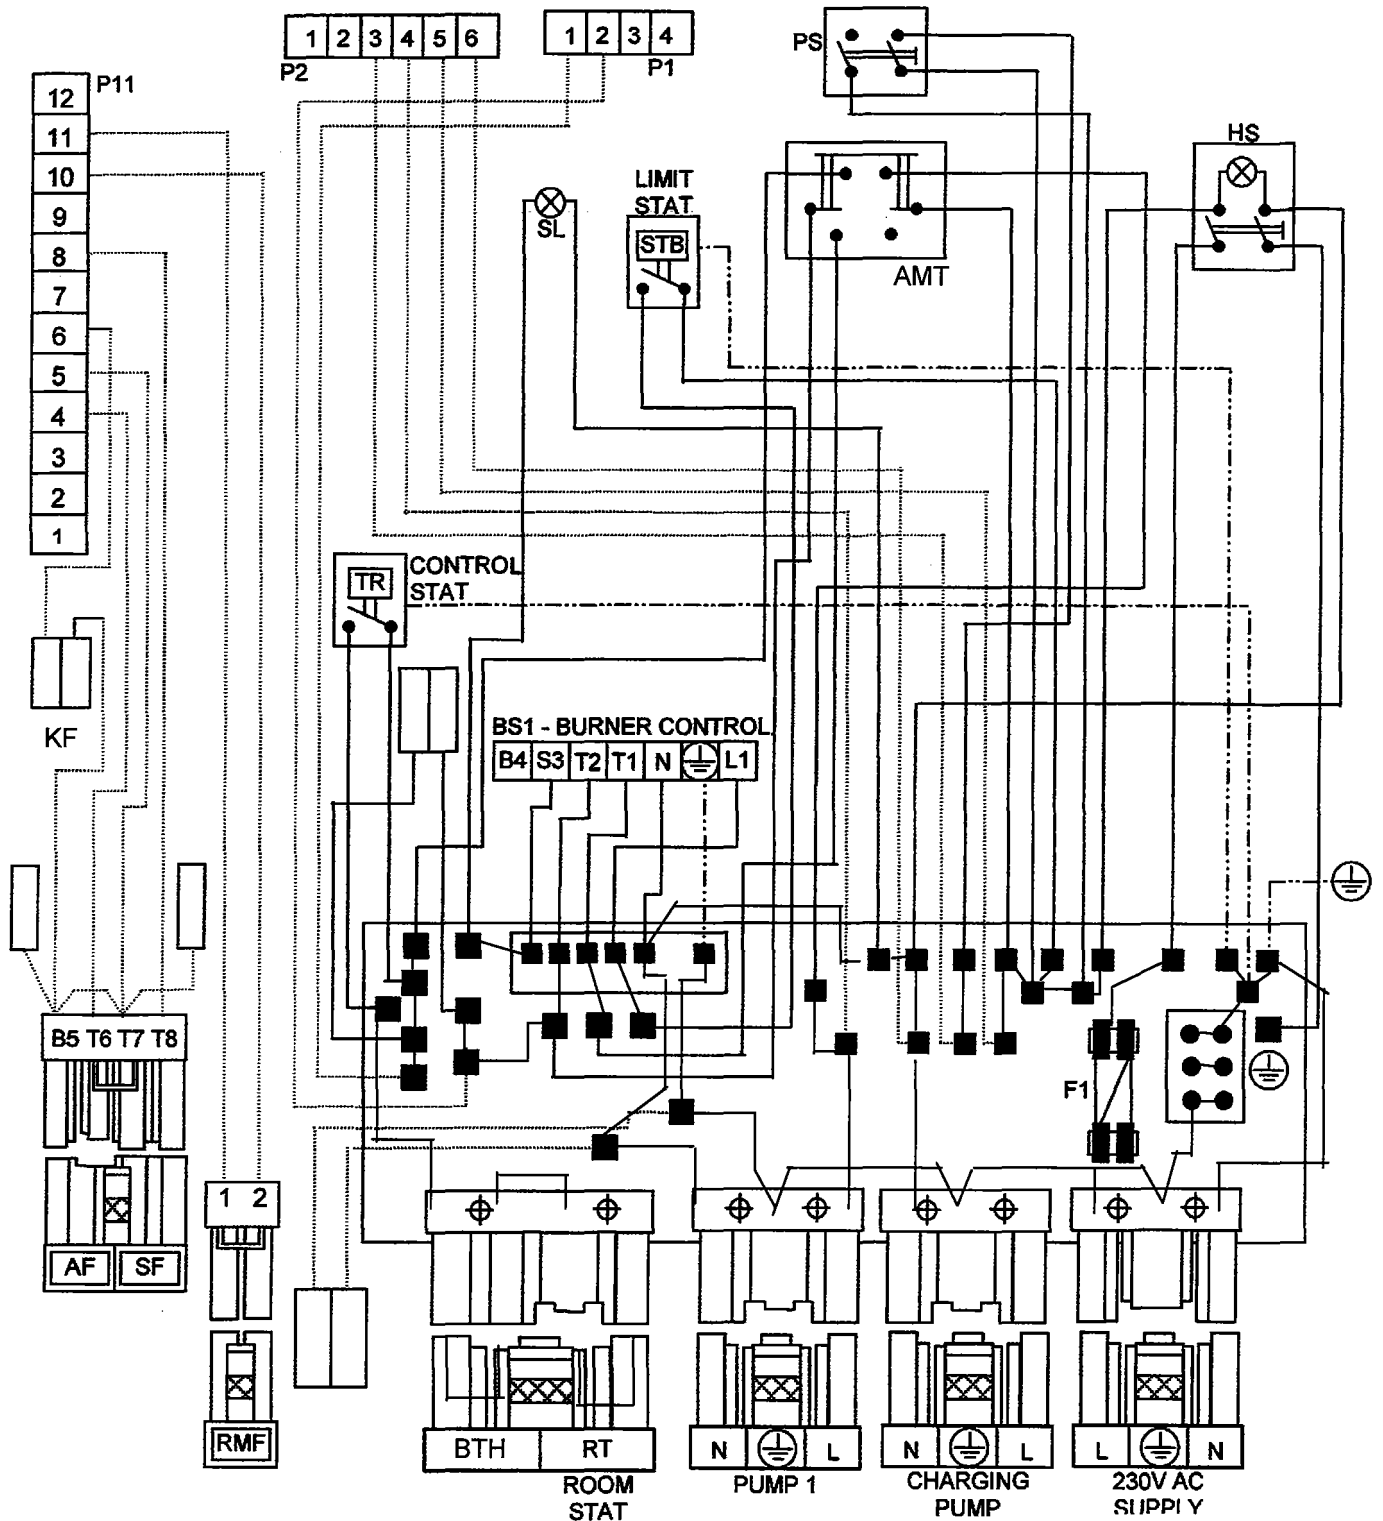 1 2 3 4 5 6
P2
1 2 3 4
P1
PS
P11
12
11
10
9
8
7
6
5
4
3
2
1
HS
LIMIT
STAT
STB
SL
AMT
CONTROL
STAT
TR
KF
BS1 - BURNER CONTROL
B4 S3 T2 T1 N L1
B5 T6 T7 T8
F1
1 2
AF SF
RMF
BTH RT
ROOM
STAT
N L
PUMP 1
N L
CHARGING
PUMP
L N
230V AC
SUPPLY